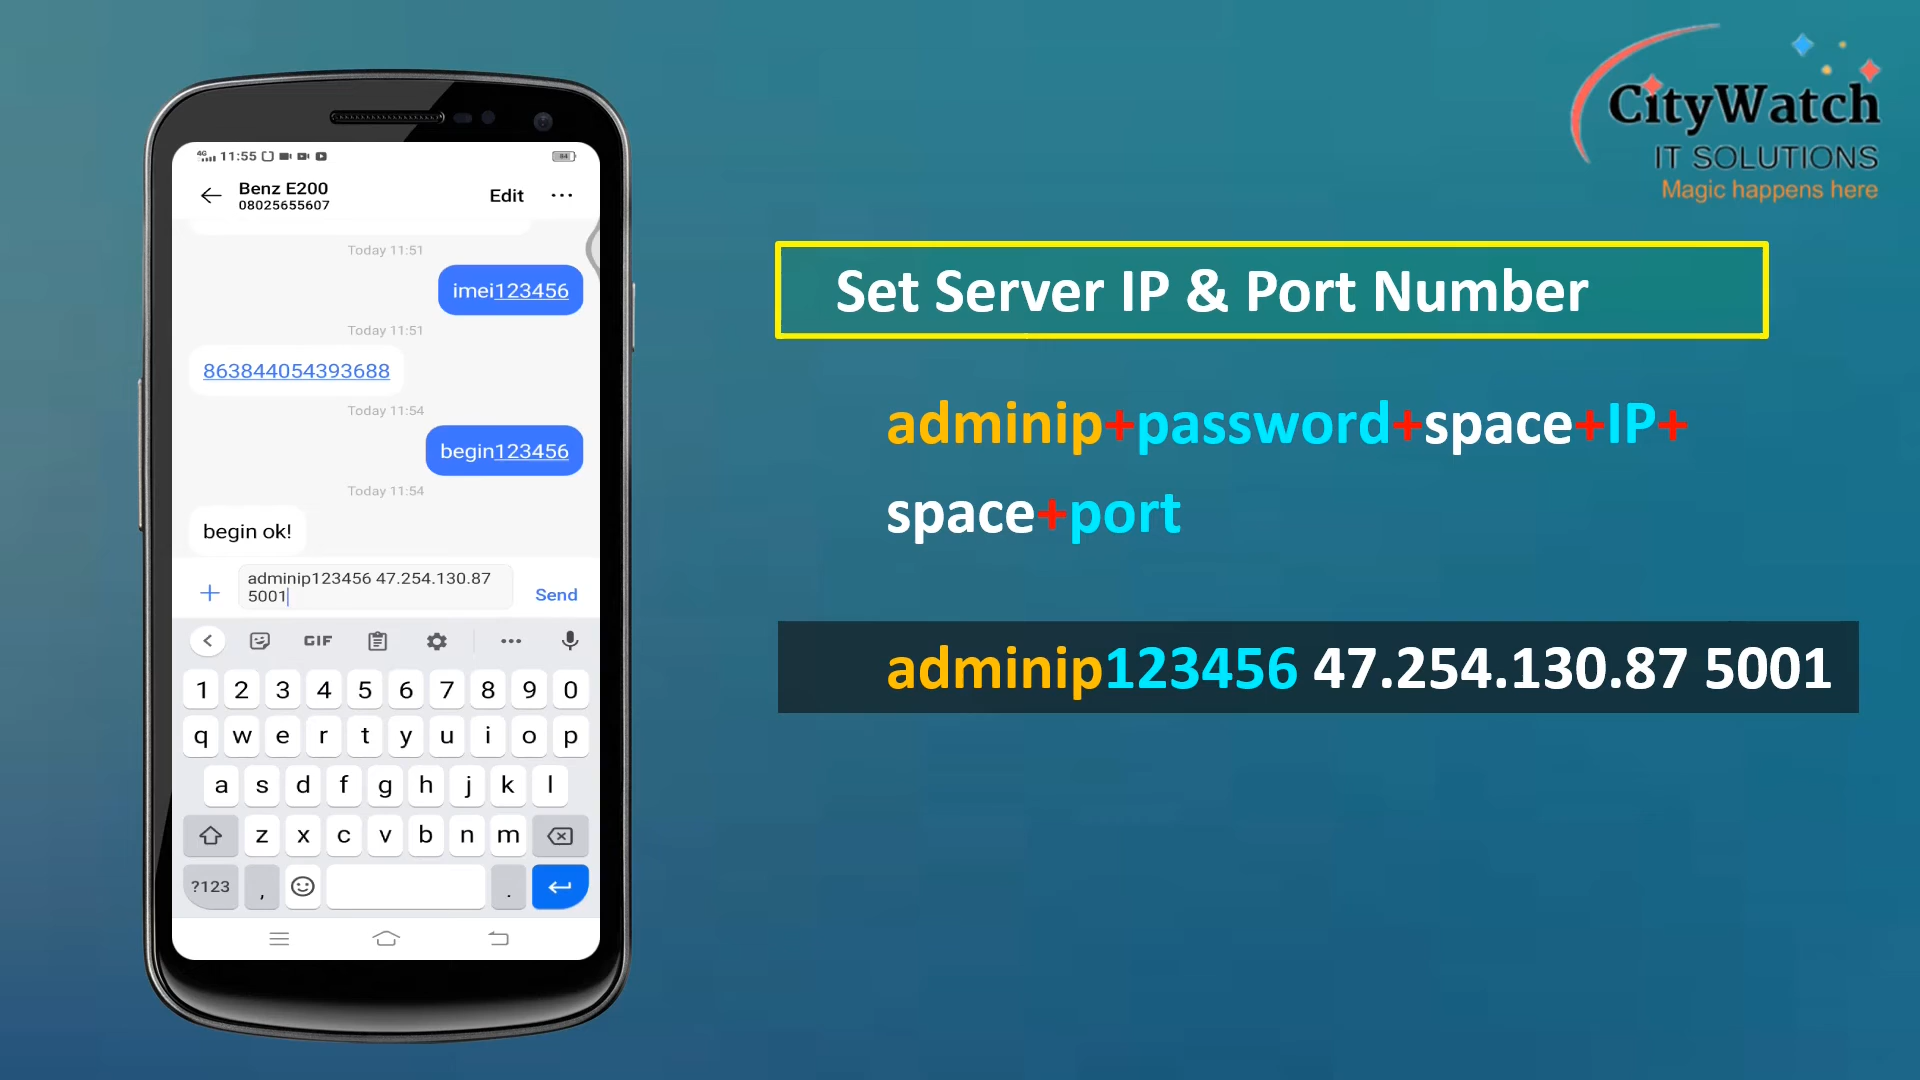 4G 11:55 84
Benz E200
08025655607
Edit
Today 11:51
imei123456
Today 11:51
863844054393688
Today 11:54
begin123456
Today 11:54
begin ok!
adminip123456 47.254.130.87
5001
Send
GIF
1 2 3 4 5 6 7 8 9 0
q w e r t y u i o p
a s d f g h j k l
z x c v b n m
?123 , .
CityWatch
IT SOLUTIONS
Magic happens here
Set Server IP & Port Number
adminip+password+space+IP+
space+port
adminip123456 47.254.130.87 5001